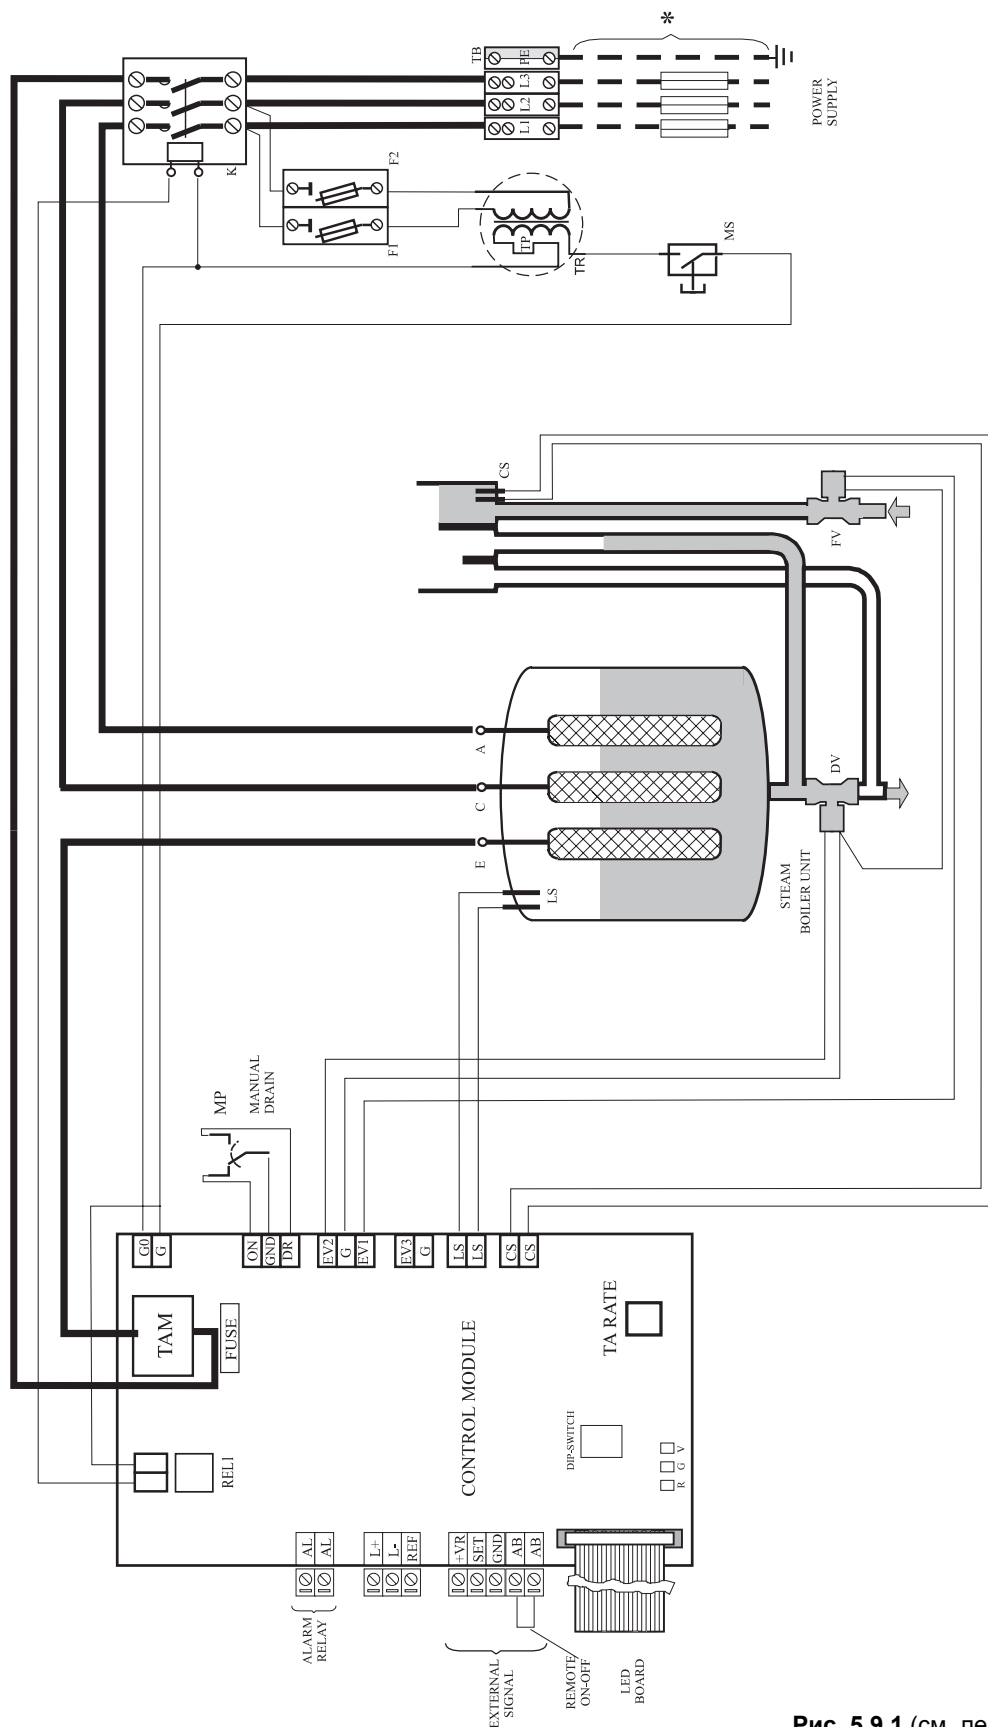 *
TB
PE
L3
L2
L1
POWER
SUPPLY
K
F2
F1
TP
TR
MS
CS
FV
A
C
E
LS
DV
STEAM
BOILER UNIT
MP
MANUAL
DRAIN
G0
G
ON
GND
DR
EV2
G
EV1
EV3
G
LS
LS
CS
CS
TAM
FUSE
TA RATE
CONTROL MODULE
REL1
DIP-SWITCH
R
G
V
AL
AL
L+
L-
REF
+VR
SET
GND
AB
AB
ALARM
RELAY
EXTERNAL
SIGNAL
REMOTE
ON-OFF
LED
BOARD
Рис. 5.9.1 (см. пе